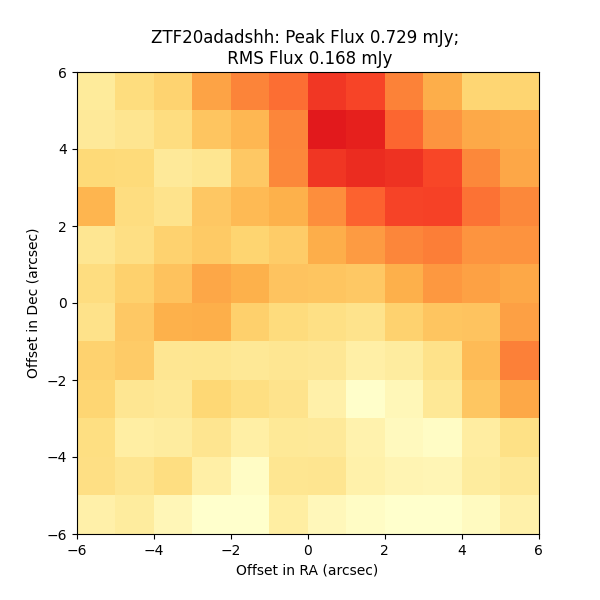 ZTF20adadshh: Peak Flux 0.729 mJy;
RMS Flux 0.168 mJy
6
4
2
0
−2
−4
−6
Offset in Dec (arcsec)
−6 −4 −2 0 2 4 6
Offset in RA (arcsec)